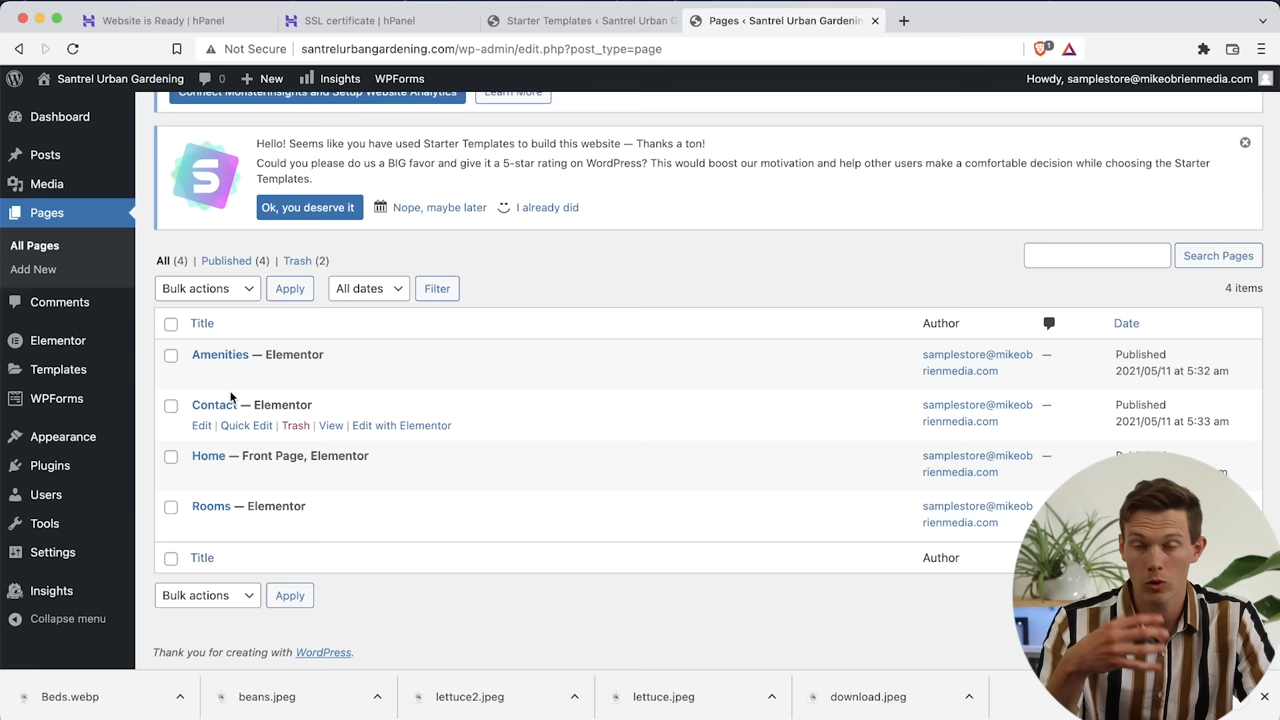 Website is Ready | hPanel
SSL certificate | hPanel
Starter Templates ‹ Santrel Urban G
Pages ‹ Santrel Urban Gardening
Not Secure
santrelurbangardening.com/wp-admin/edit.php?post_type=page
1
Santrel Urban Gardening
0
New
Insights
WPForms
Howdy, samplestore@mikeobrienmedia.com
Dashboard
Posts
Media
Pages
All Pages
Add New
Comments
Elementor
Templates
WPForms
Appearance
Plugins
Users
Tools
Settings
Insights
Collapse menu
Connect MonsterInsights and Setup Website Analytics
Learn More
S
Hello! Seems like you have used Starter Templates to build this website — Thanks a ton!
Could you please do us a BIG favor and give it a 5-star rating on WordPress? This would boost our motivation and help other users make a comfortable decision while choosing the Starter
Templates.
Ok, you deserve it
Nope, maybe later
I already did
All (4) | Published (4) | Trash (2)
Search Pages
Bulk actions
Apply
All dates
Filter
4 items
Title
Author
Date
Amenities — Elementor
samplestore@mikeob
rienmedia.com
—
Published
2021/05/11 at 5:32 am
Contact — Elementor
Edit | Quick Edit | Trash | View | Edit with Elementor
samplestore@mikeob
rienmedia.com
—
Published
2021/05/11 at 5:33 am
Home — Front Page, Elementor
samplestore@mikeob
rienmedia.com
—
Rooms — Elementor
samplestore@mikeob
rienmedia.com
Title
Author
Bulk actions
Apply
Thank you for creating with WordPress.
Beds.webp
beans.jpeg
lettuce2.jpeg
lettuce.jpeg
download.jpeg